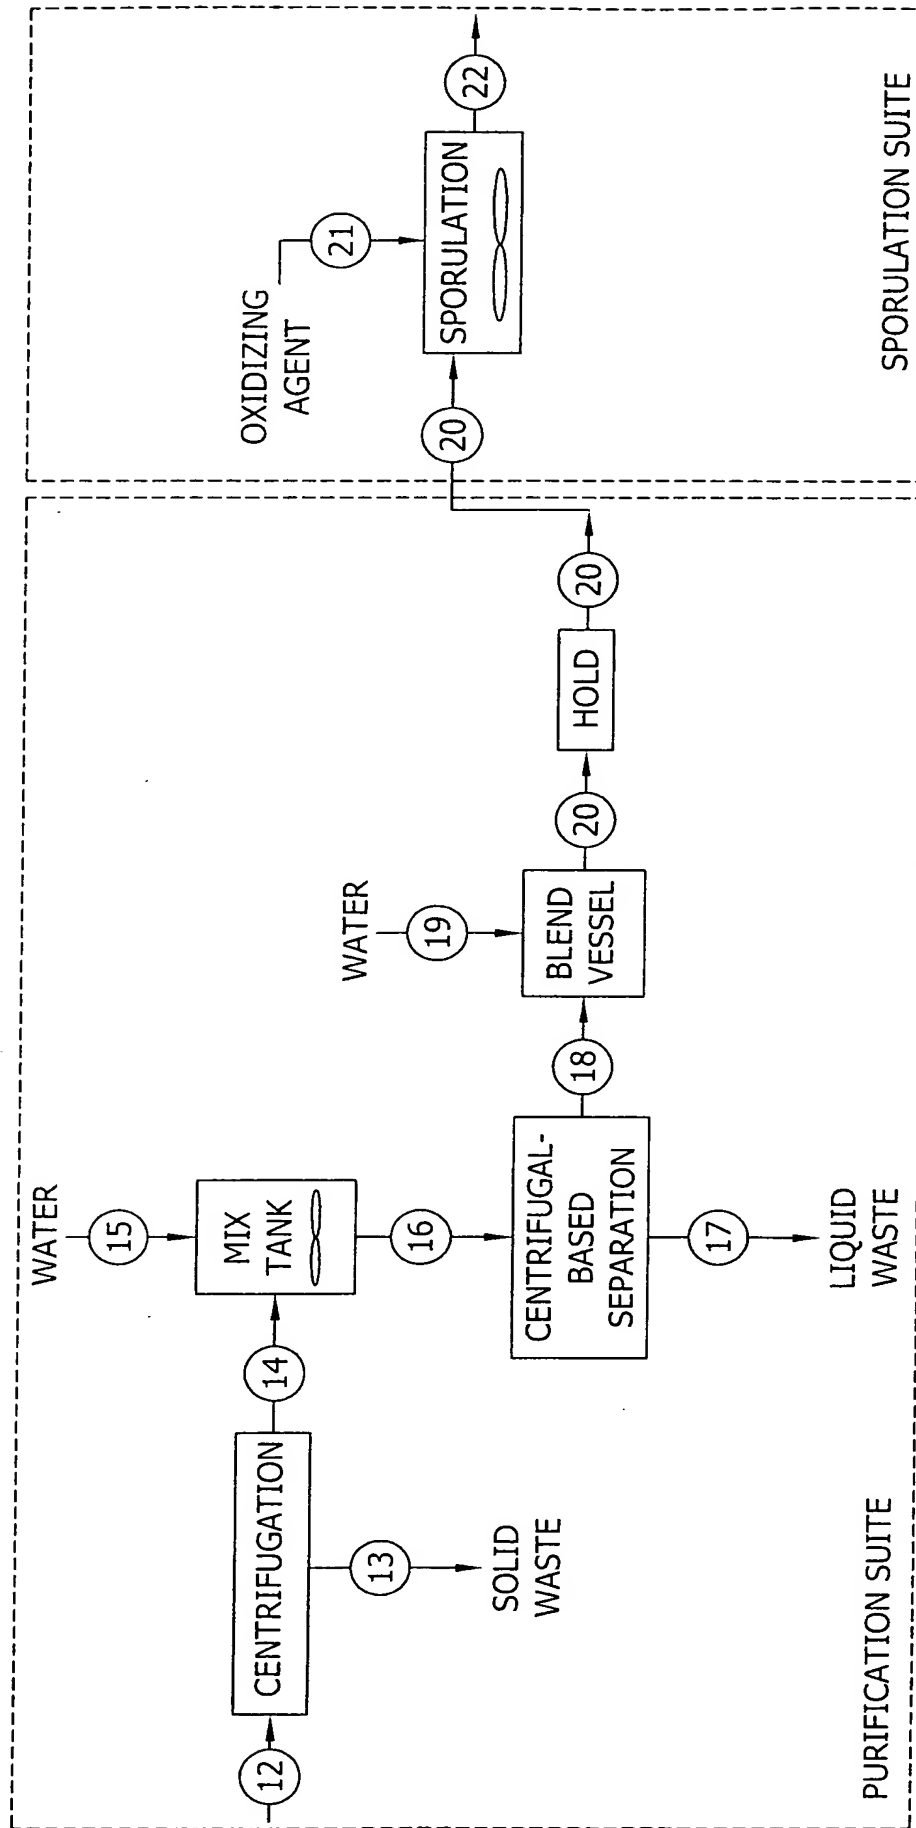 12
CENTRIFUGATION
13
SOLID
WASTE
14
WATER
15
MIX
TANK
16
CENTRIFUGAL-
BASED
SEPARATION
17
LIQUID
WASTE
18
WATER
19
BLEND
VESSEL
20
HOLD
20
PURIFICATION SUITE
20
OXIDIZING
AGENT
21
SPORULATION
22
SPORULATION SUITE